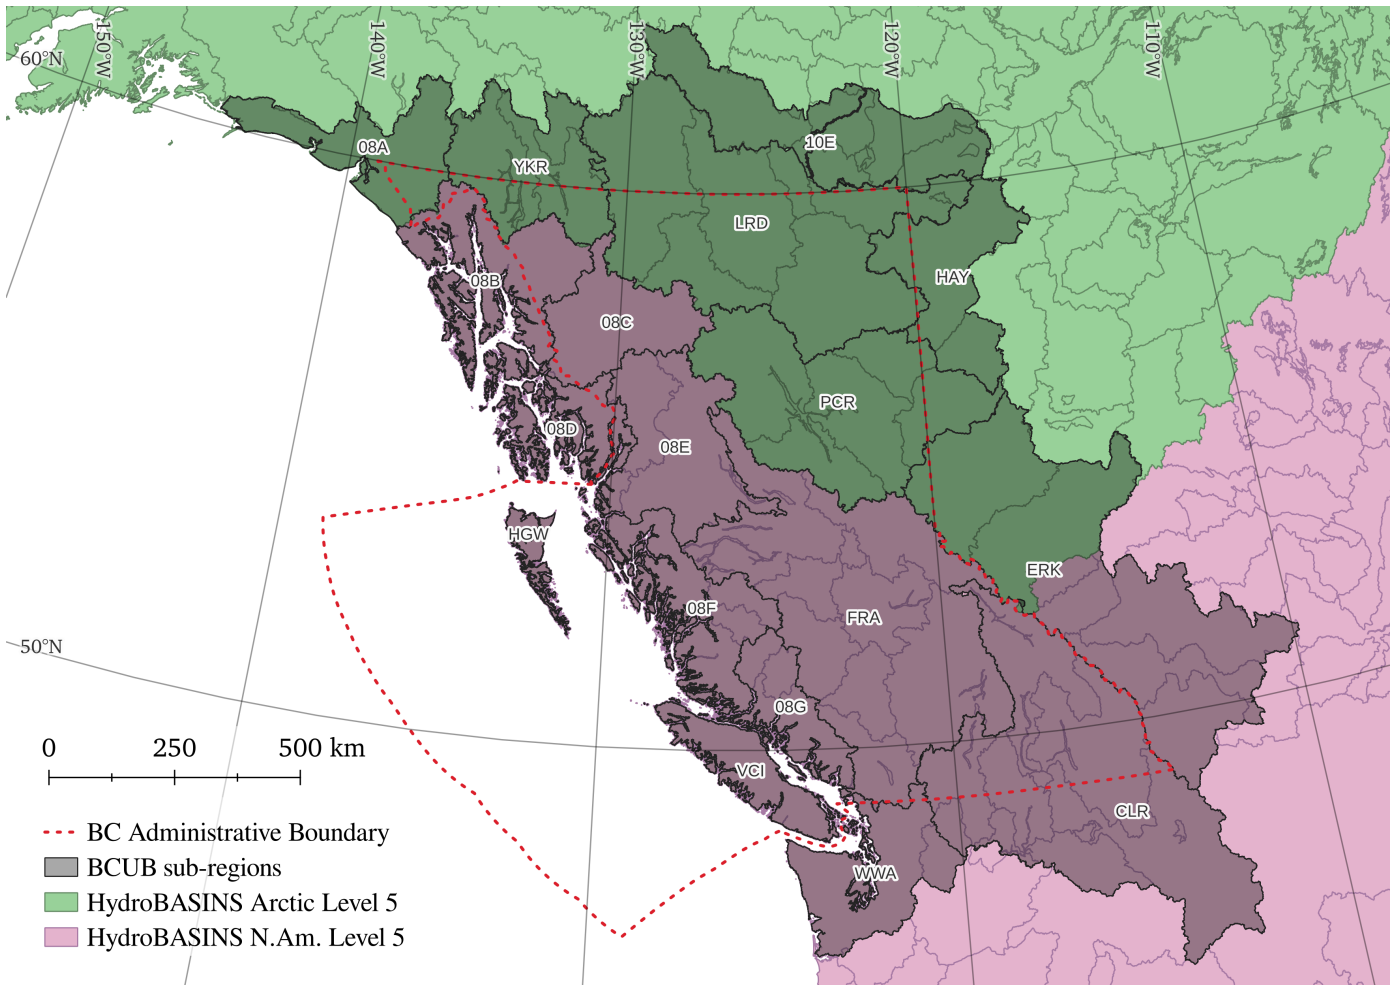 150°W
140°W
130°W
120°W
110°W
60°N
08A
YKR
10E
LRD
HAY
08B
08C
PCR
08D
08E
HGW
ERK
08F
FRA
50°N
08G
VCI
CLR
WWA
0 250 500 km
BC Administrative Boundary
BCUB sub-regions
HydroBASINS Arctic Level 5
HydroBASINS N.Am. Level 5